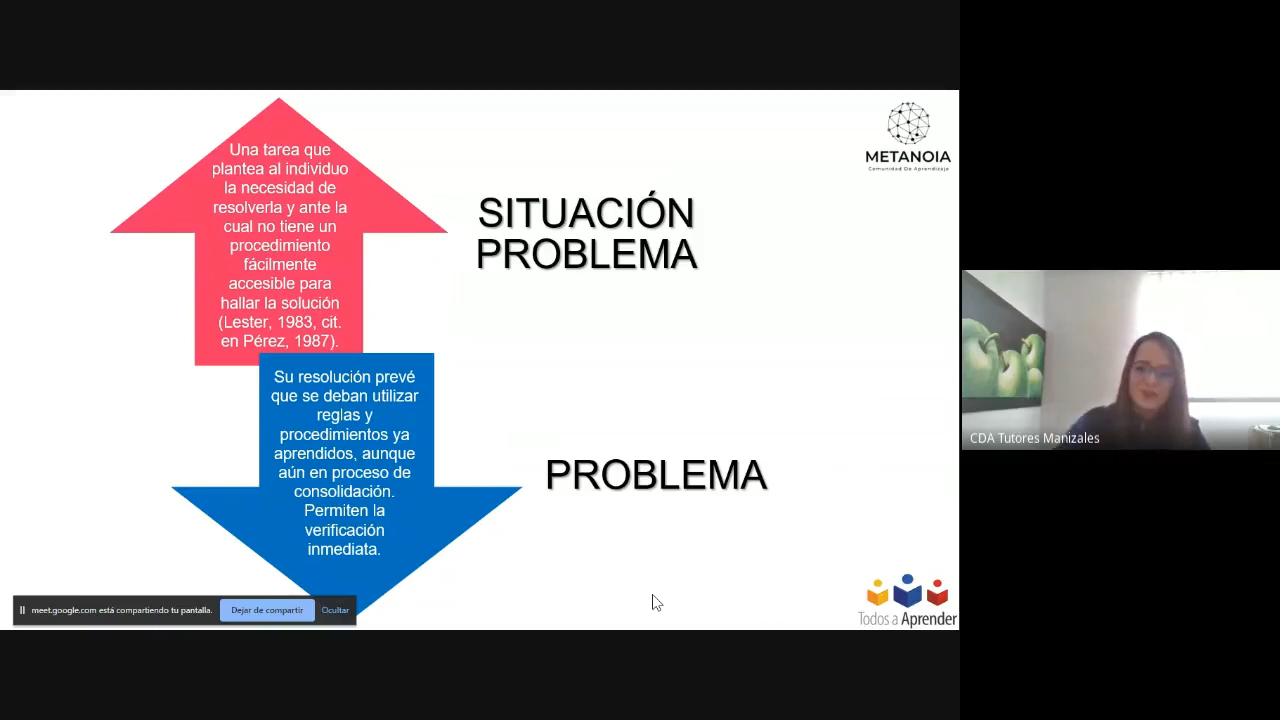 Una tarea que
plantea al individuo
la necesidad de
resolverla y ante la
cual no tiene un
procedimiento
fácilmente
accesible para
hallar la solución
(Lester, 1983, cit.
en Pérez, 1987).
SITUACIÓN
PROBLEMA
METANOIA
Comunidad De Aprendizaje
Su resolución prevé
que se deban utilizar
reglas y
procedimientos ya
aprendidos, aunque
aún en proceso de
consolidación.
Permiten la
verificación
inmediata.
PROBLEMA
CDA Tutores Manizales
meet.google.com está compartiendo tu pantalla.
Dejar de compartir
Ocultar
Todos a Aprender